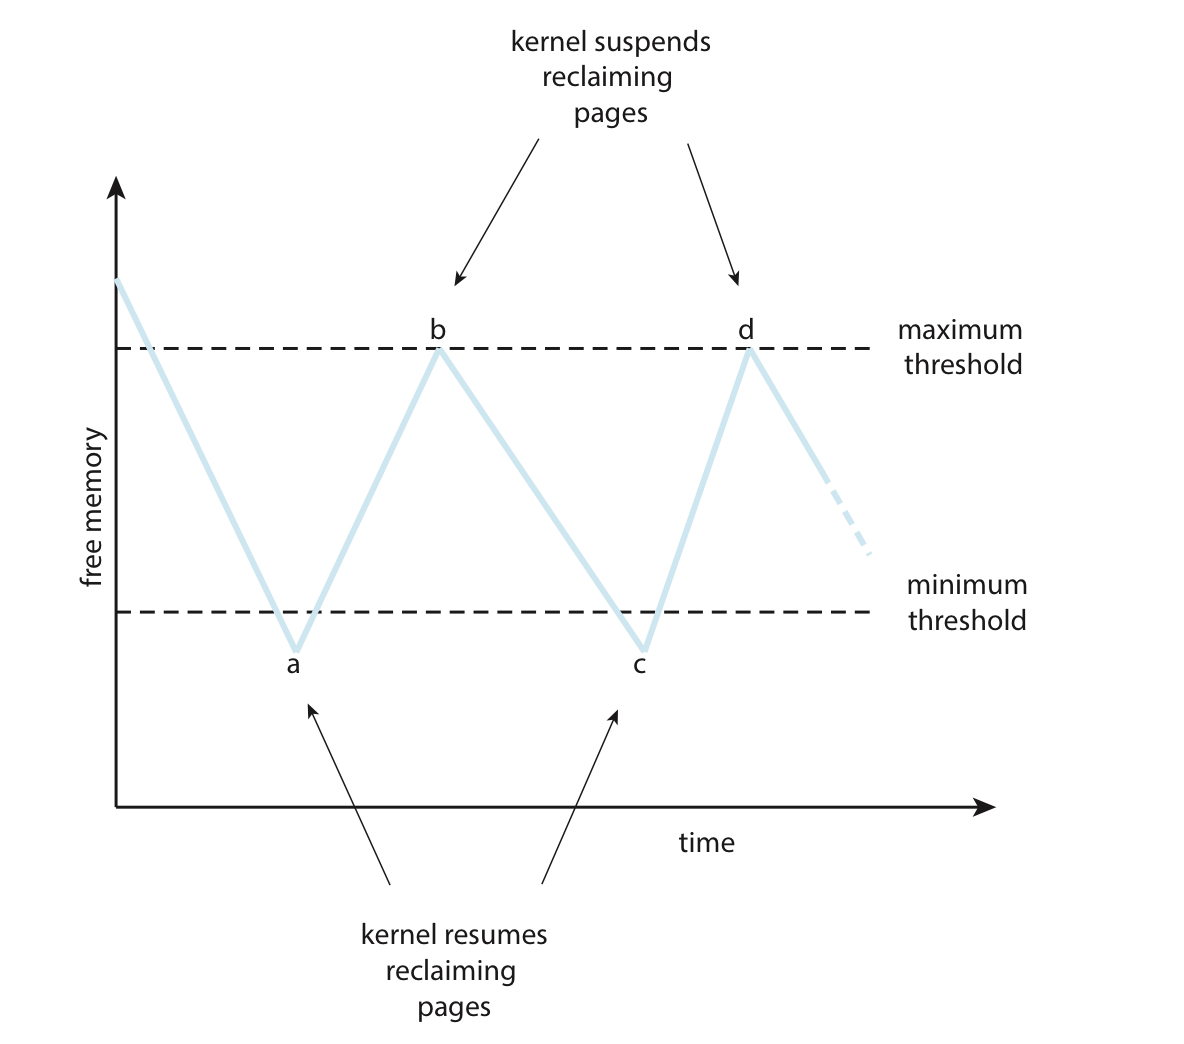 kernel suspends
reclaiming
pages
b
d
maximum
threshold
free memory
minimum
threshold
a
c
time
kernel resumes
reclaiming
pages